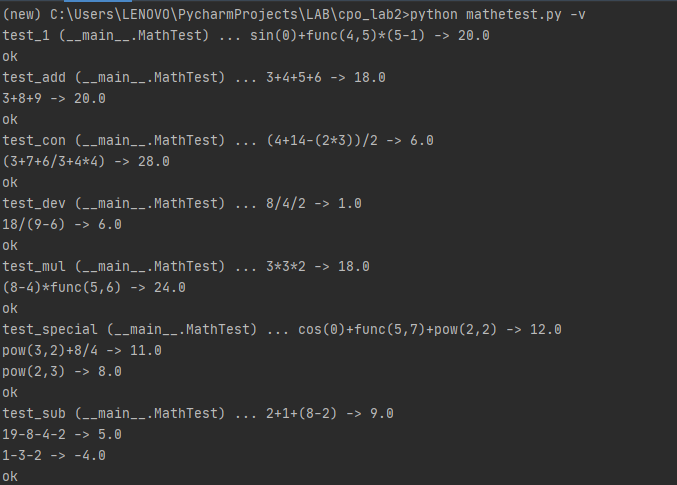 (new) C:\Users\LENOVO\PycharmProjects\LAB\cpo_lab2>python mathetest.py -v
test_1 (__main__.MathTest) ... sin(0)+func(4,5)*(5-1) -> 20.0
ok
test_add (__main__.MathTest) ... 3+4+5+6 -> 18.0
3+8+9 -> 20.0
ok
test_con (__main__.MathTest) ... (4+14-(2*3))/2 -> 6.0
(3+7+6/3+4*4) -> 28.0
ok
test_dev (__main__.MathTest) ... 8/4/2 -> 1.0
18/(9-6) -> 6.0
ok
test_mul (__main__.MathTest) ... 3*3*2 -> 18.0
(8-4)*func(5,6) -> 24.0
ok
test_special (__main__.MathTest) ... cos(0)+func(5,7)+pow(2,2) -> 12.0
pow(3,2)+8/4 -> 11.0
pow(2,3) -> 8.0
ok
test_sub (__main__.MathTest) ... 2+1+(8-2) -> 9.0
19-8-4-2 -> 5.0
1-3-2 -> -4.0
ok